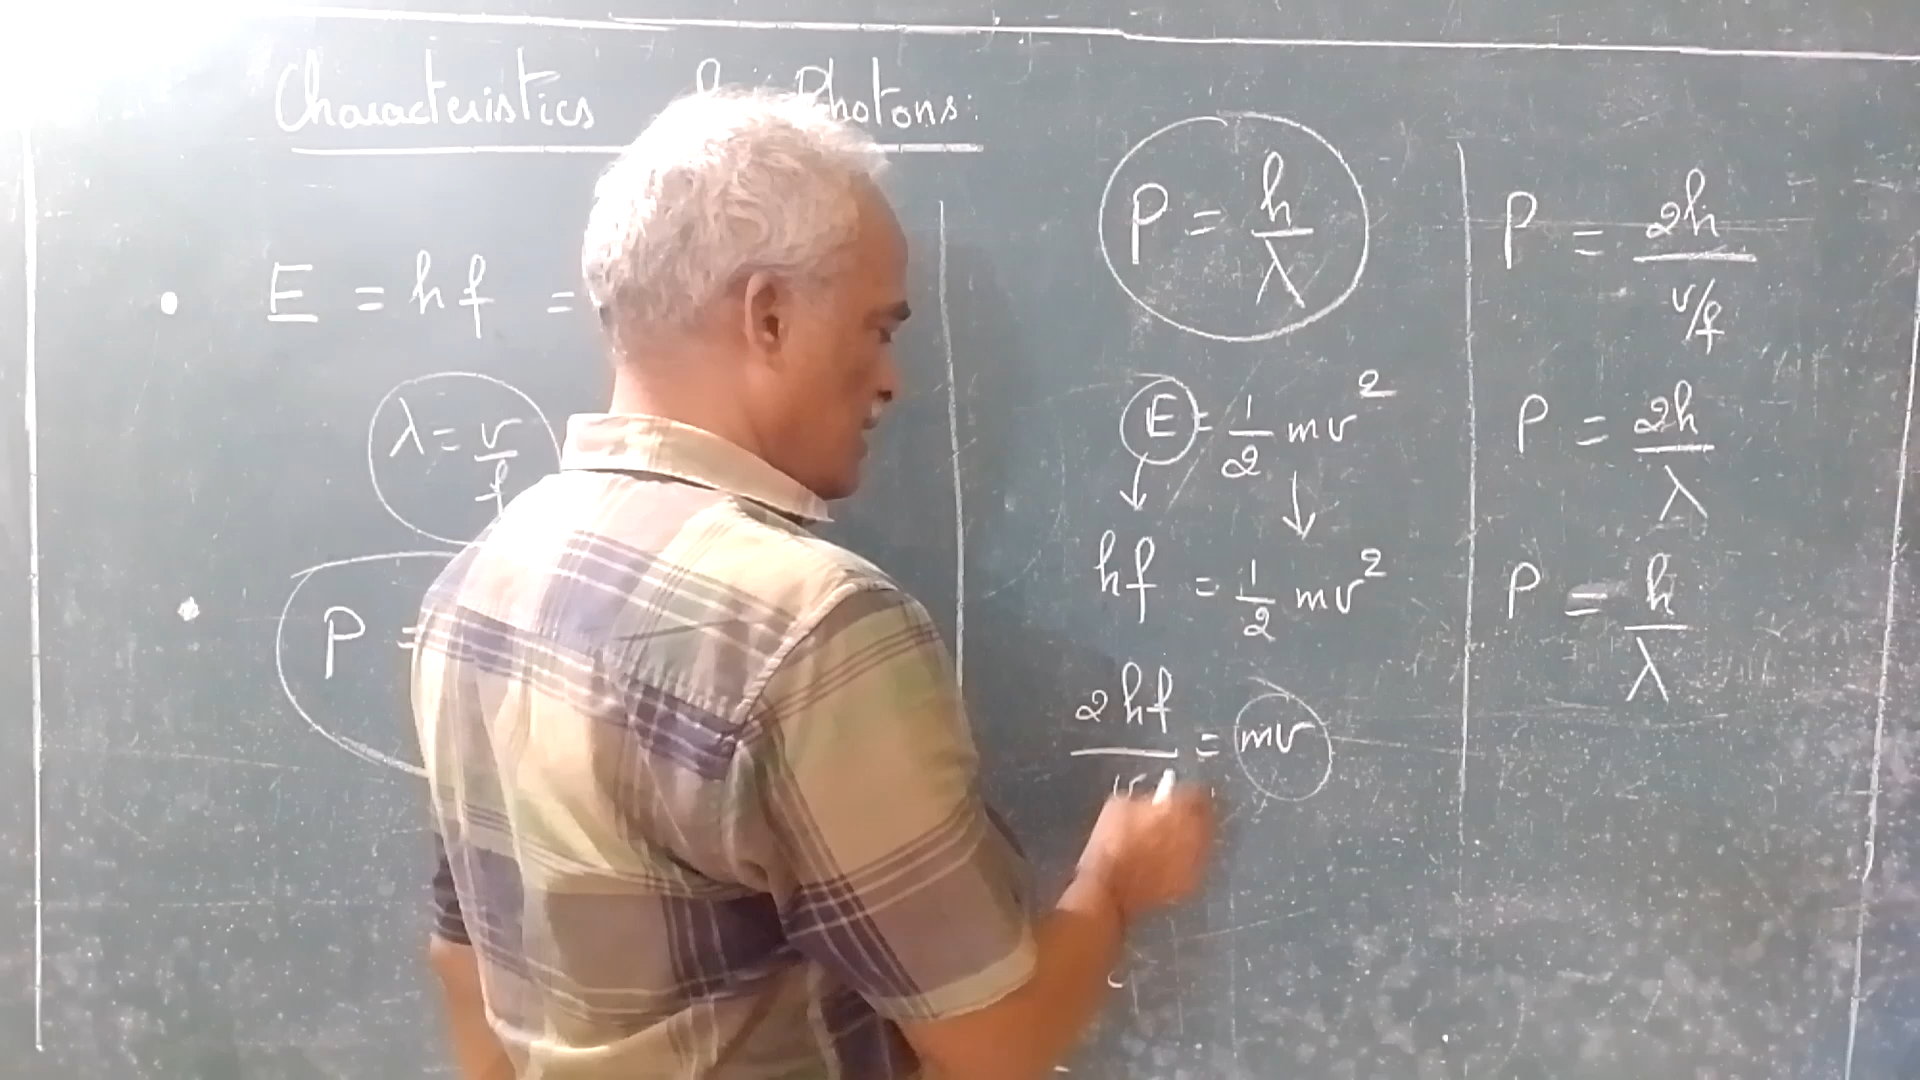 Characteristics Photons:
E = hf =
λ = v/f
P =
P = h/λ
E = 1/2 mv²
hf = 1/2 mv²
2hf/v = mv
P = 2h/v/f
P = 2h/λ
P = h/λ